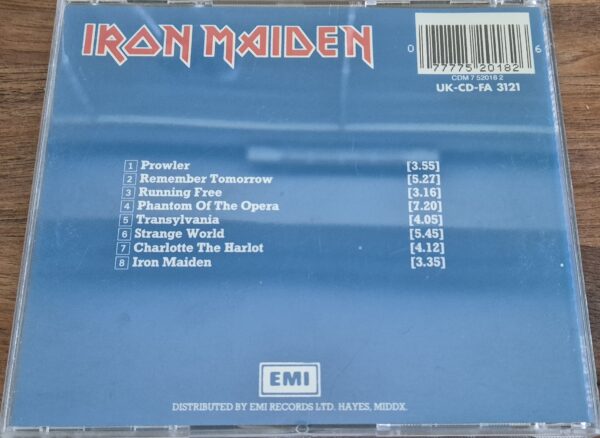 IRON MAIDEN
0 77775 20182 6
CDM 7 52018 2
UK-CD-FA 3121
1 Prowler [3.55]
2 Remember Tomorrow [5.27]
3 Running Free [3.16]
4 Phantom Of The Opera [7.20]
5 Transylvania [4.05]
6 Strange World [5.45]
7 Charlotte The Harlot [4.12]
8 Iron Maiden [3.35]
EMI
DISTRIBUTED BY EMI RECORDS LTD. HAYES, MIDDX.